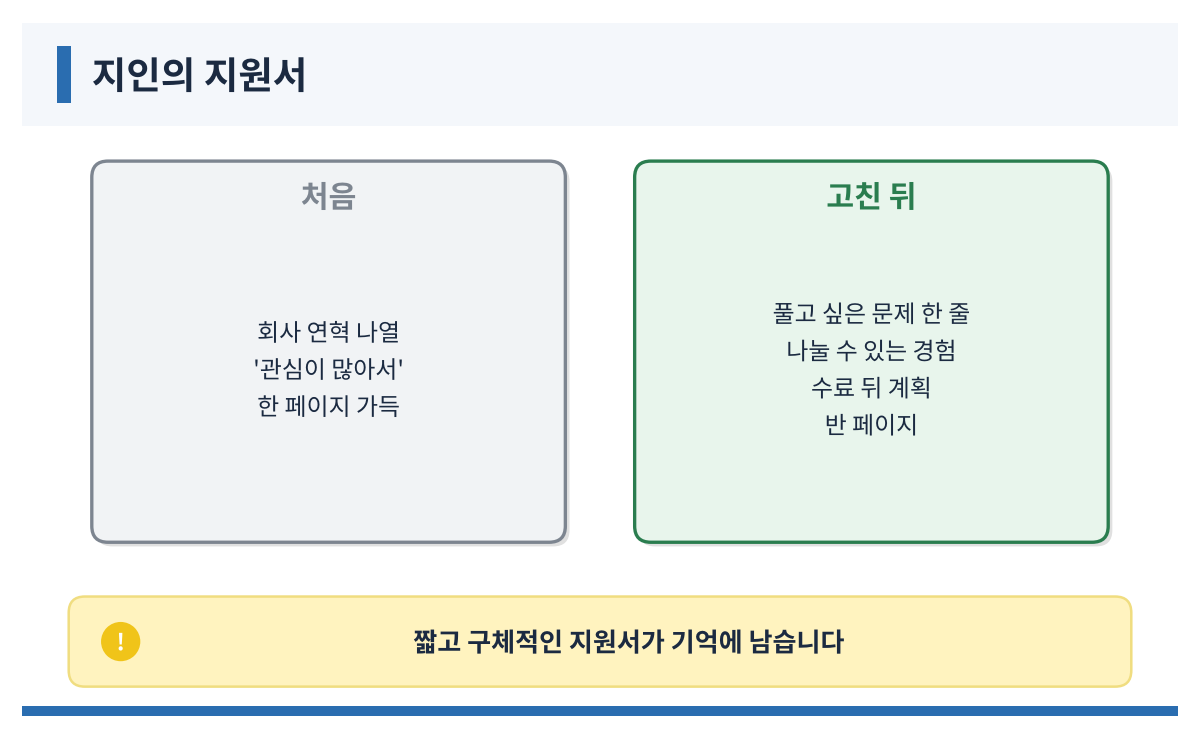 지인의 지원서
처음
회사 연혁 나열
'관심이 많아서'
한 페이지 가득
고친 뒤
풀고 싶은 문제 한 줄
나눌 수 있는 경험
수료 뒤 계획
반 페이지
!
짧고 구체적인 지원서가 기억에 남습니다